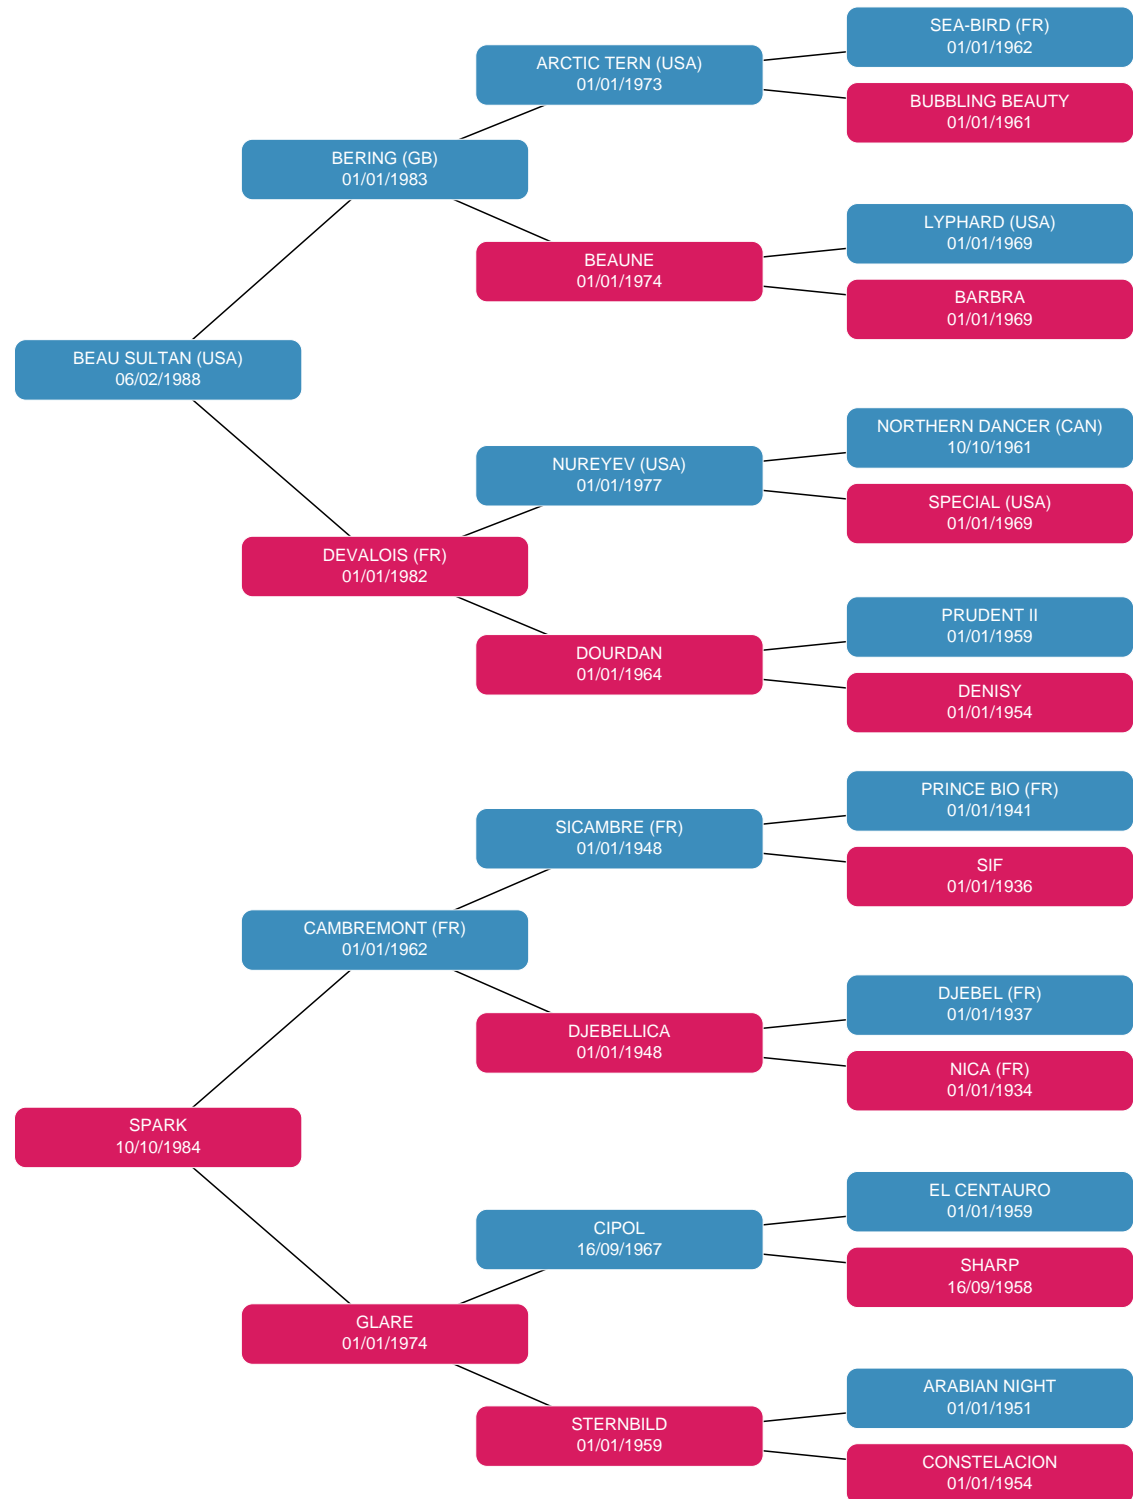 SEA-BIRD (FR)
01/01/1962
ARCTIC TERN (USA)
01/01/1973
BUBBLING BEAUTY
01/01/1961
BERING (GB)
01/01/1983
LYPHARD (USA)
01/01/1969
BEAUNE
01/01/1974
BARBRA
01/01/1969
BEAU SULTAN (USA)
06/02/1988
NORTHERN DANCER (CAN)
10/10/1961
NUREYEV (USA)
01/01/1977
SPECIAL (USA)
01/01/1969
DEVALOIS (FR)
01/01/1982
PRUDENT II
01/01/1959
DOURDAN
01/01/1964
DENISY
01/01/1954
PRINCE BIO (FR)
01/01/1941
SICAMBRE (FR)
01/01/1948
SIF
01/01/1936
CAMBREMONT (FR)
01/01/1962
DJEBEL (FR)
01/01/1937
DJEBELLICA
01/01/1948
NICA (FR)
01/01/1934
SPARK
10/10/1984
EL CENTAURO
01/01/1959
CIPOL
16/09/1967
SHARP
16/09/1958
GLARE
01/01/1974
ARABIAN NIGHT
01/01/1951
STERNBILD
01/01/1959
CONSTELACION
01/01/1954